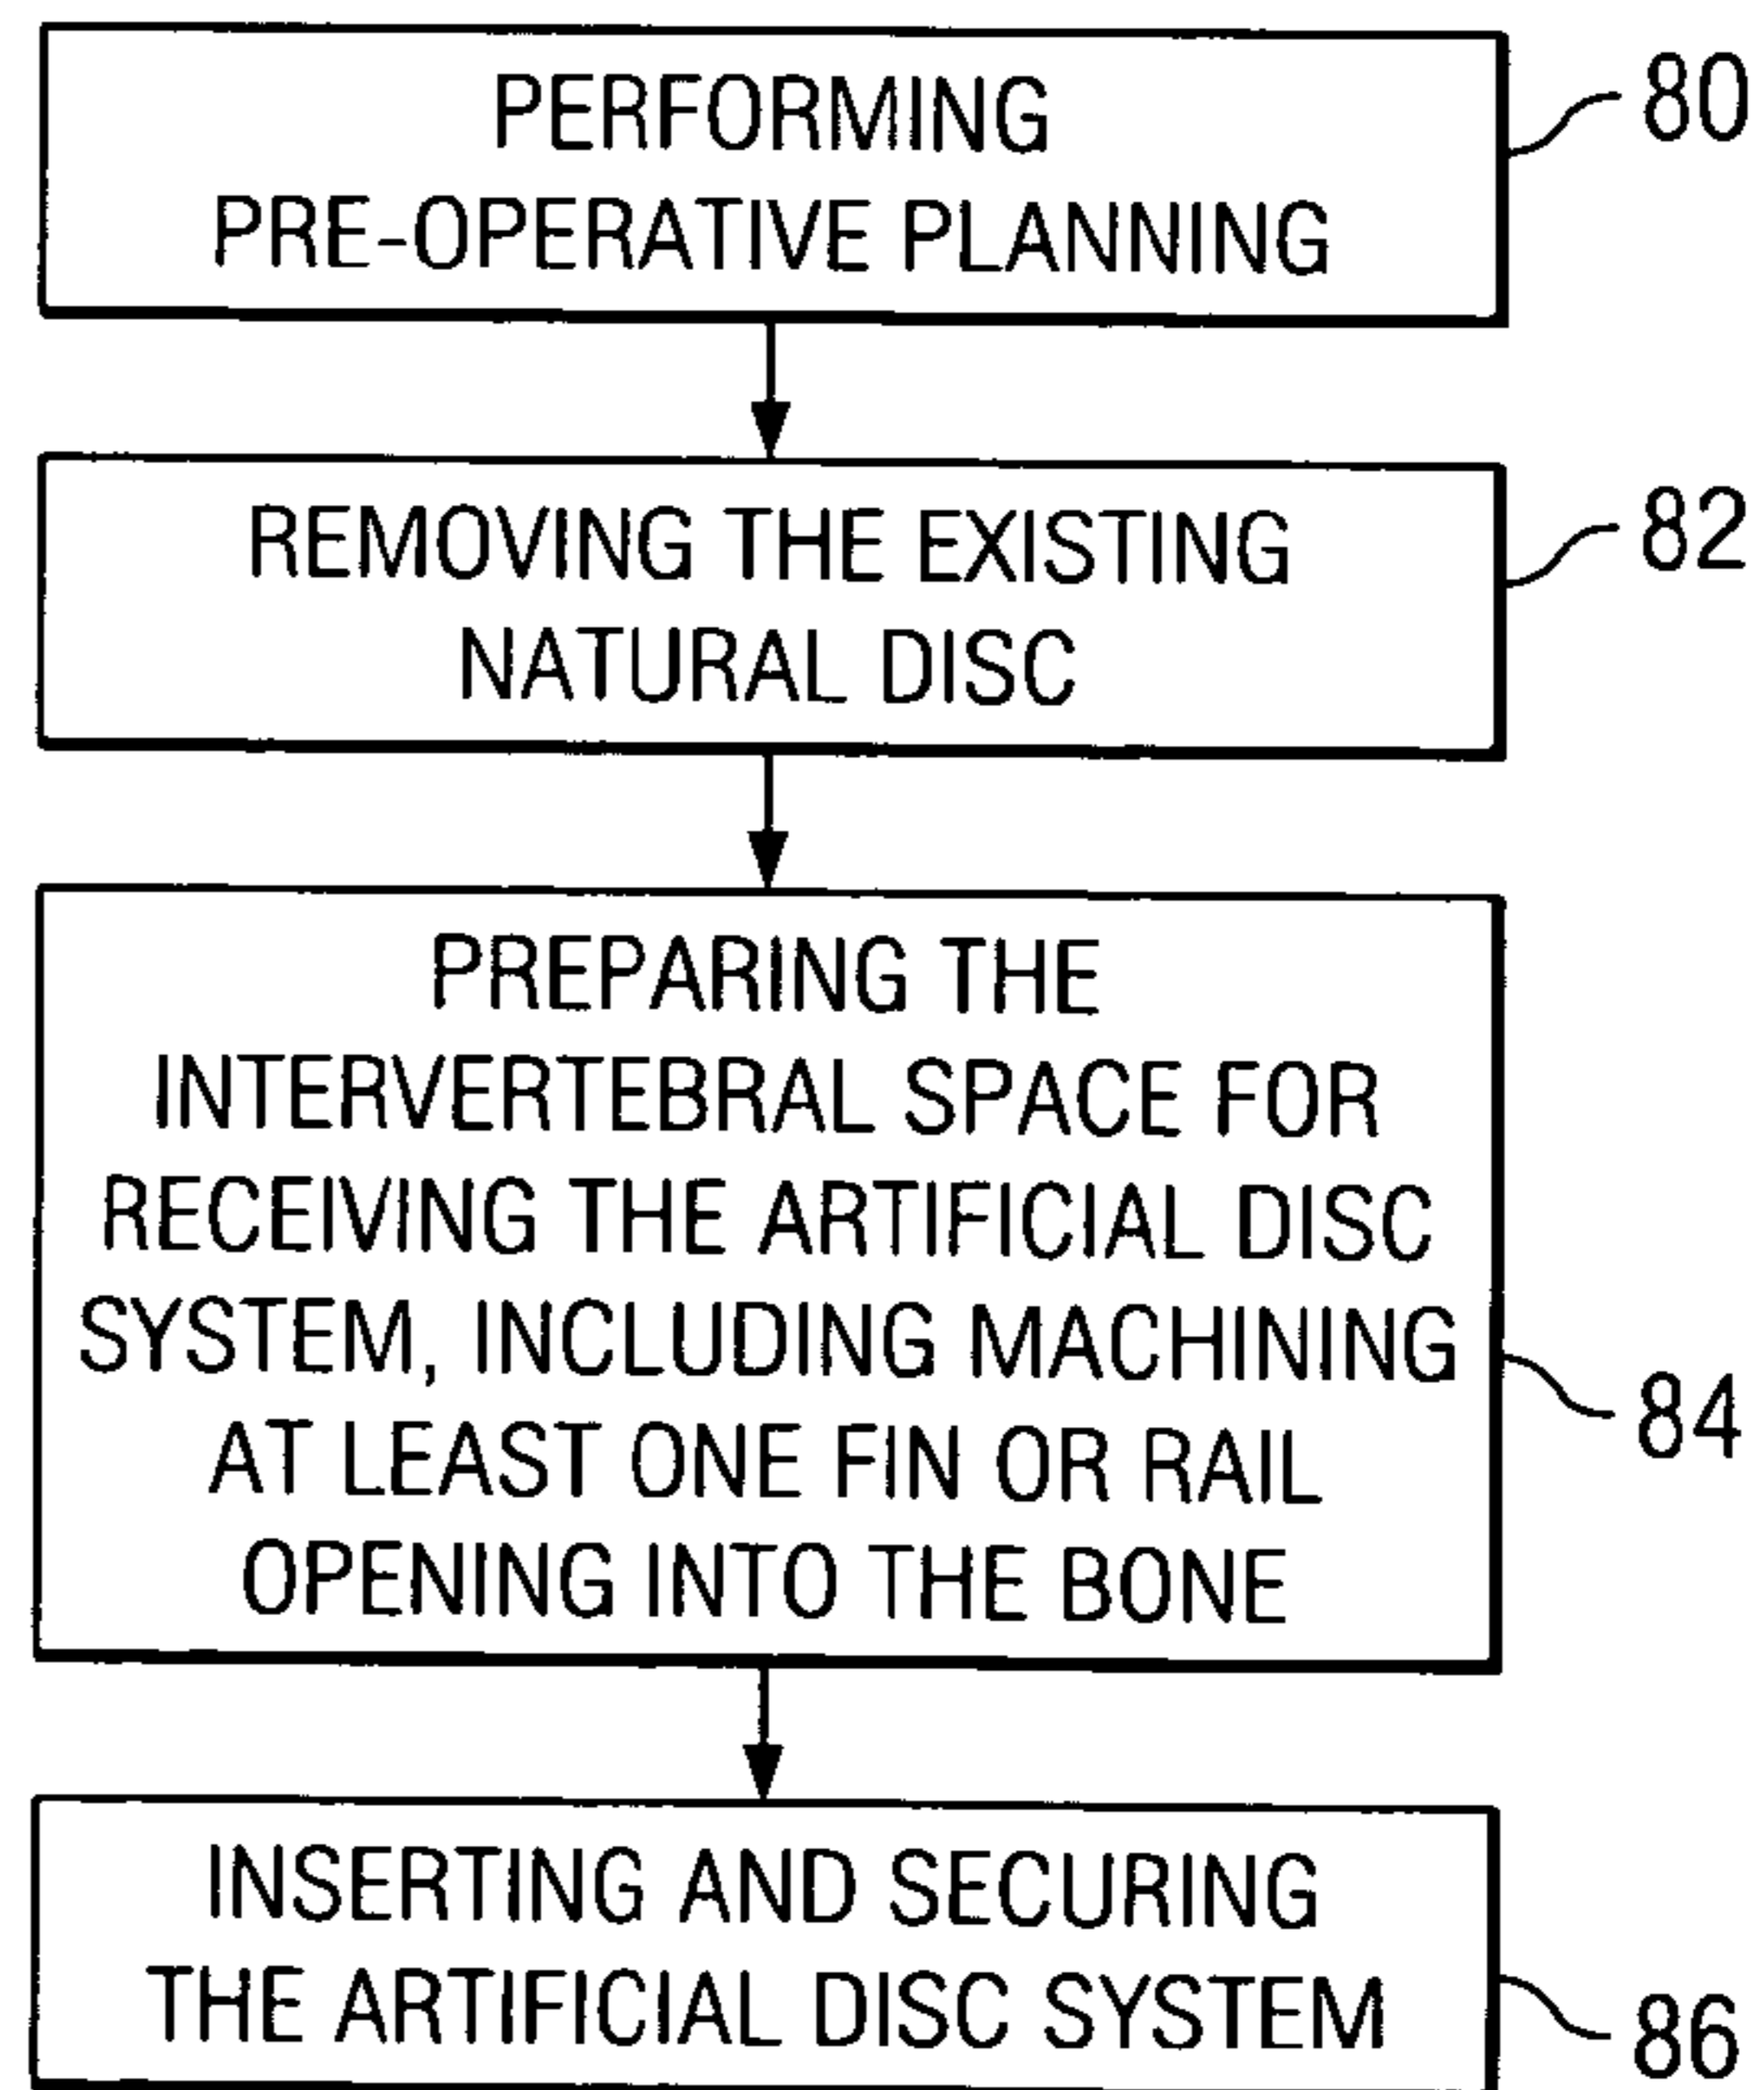 PERFORMING
PRE-OPERATIVE PLANNING
80
REMOVING THE EXISTING
NATURAL DISC
82
PREPARING THE
INTERVERTEBRAL SPACE FOR
RECEIVING THE ARTIFICIAL DISC
SYSTEM, INCLUDING MACHINING
AT LEAST ONE FIN OR RAIL
OPENING INTO THE BONE
84
INSERTING AND SECURING
THE ARTIFICIAL DISC SYSTEM
86